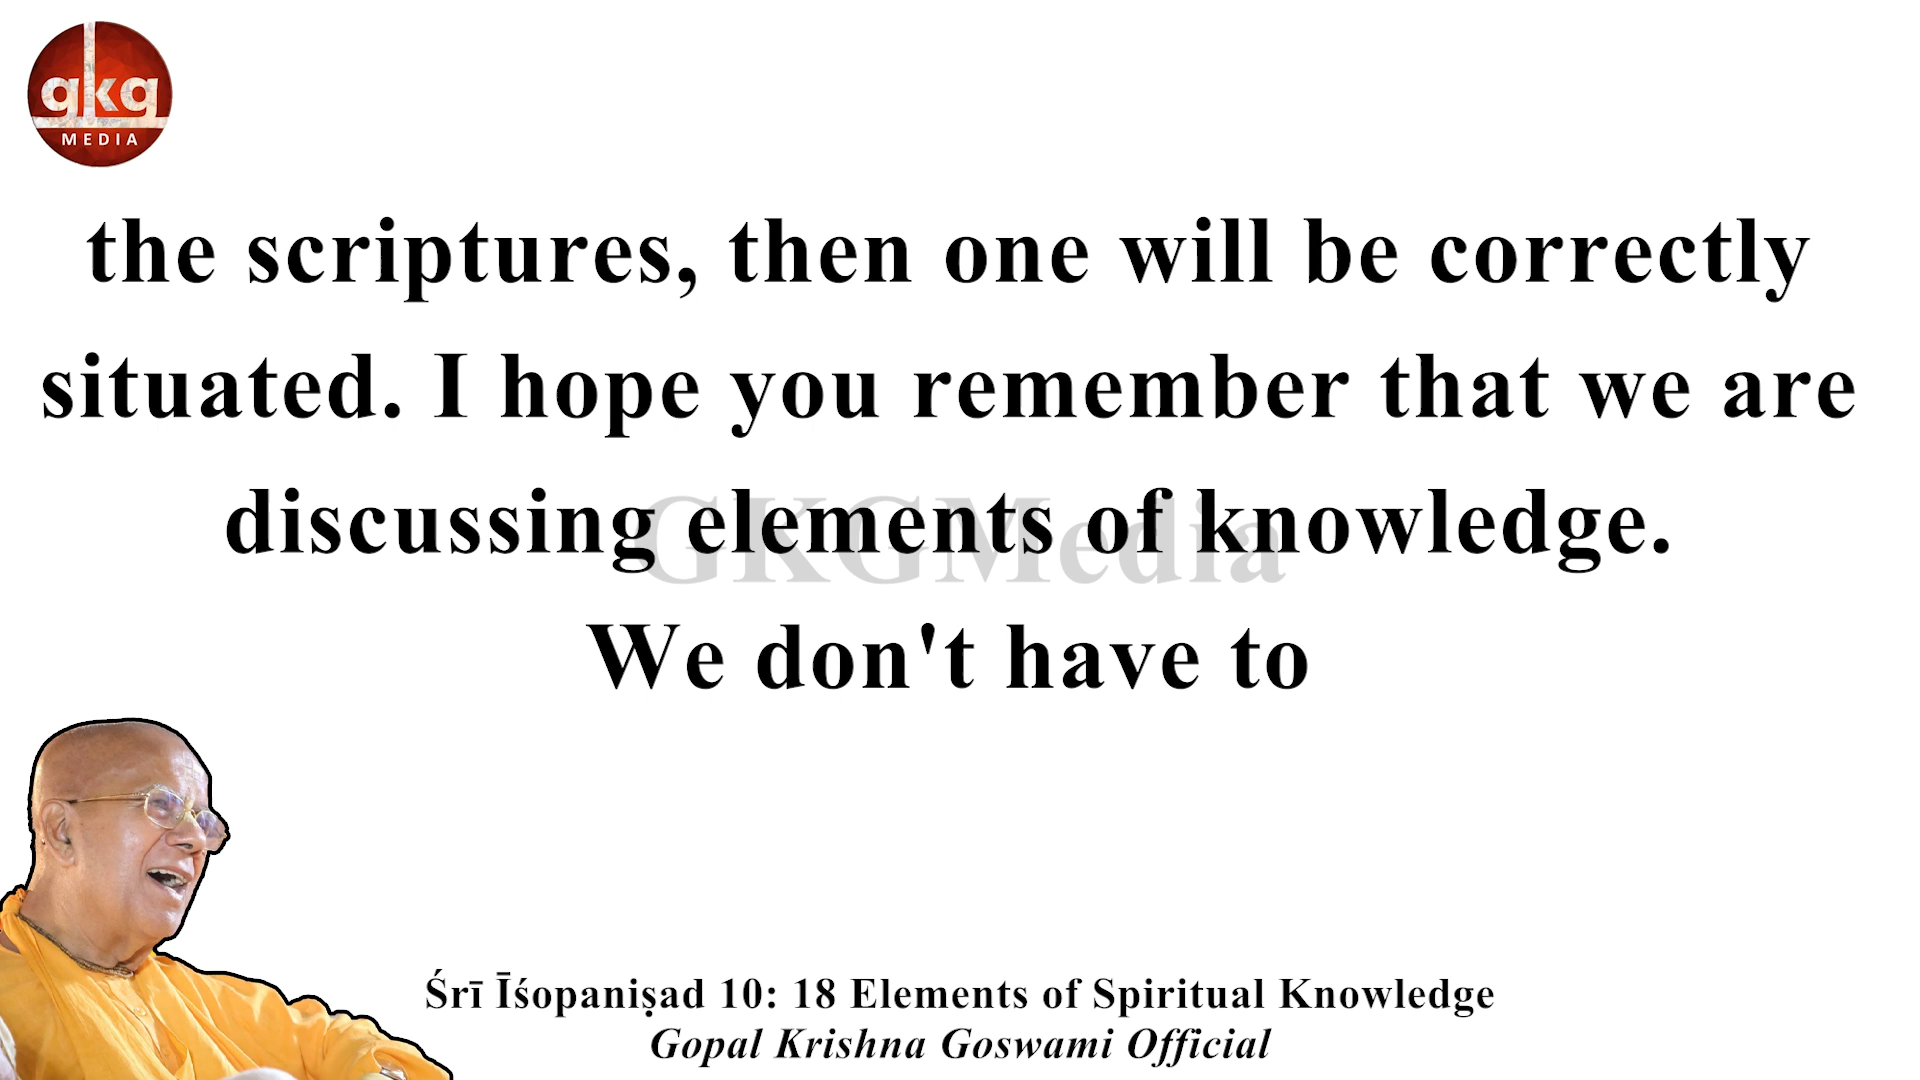 gkg
MEDIA
the scriptures, then one will be correctly
situated. I hope you remember that we are
discussing elements of knowledge.
GKGMedia
We don't have to
Śrī Īśopaniṣad 10: 18 Elements of Spiritual Knowledge
Gopal Krishna Goswami Official